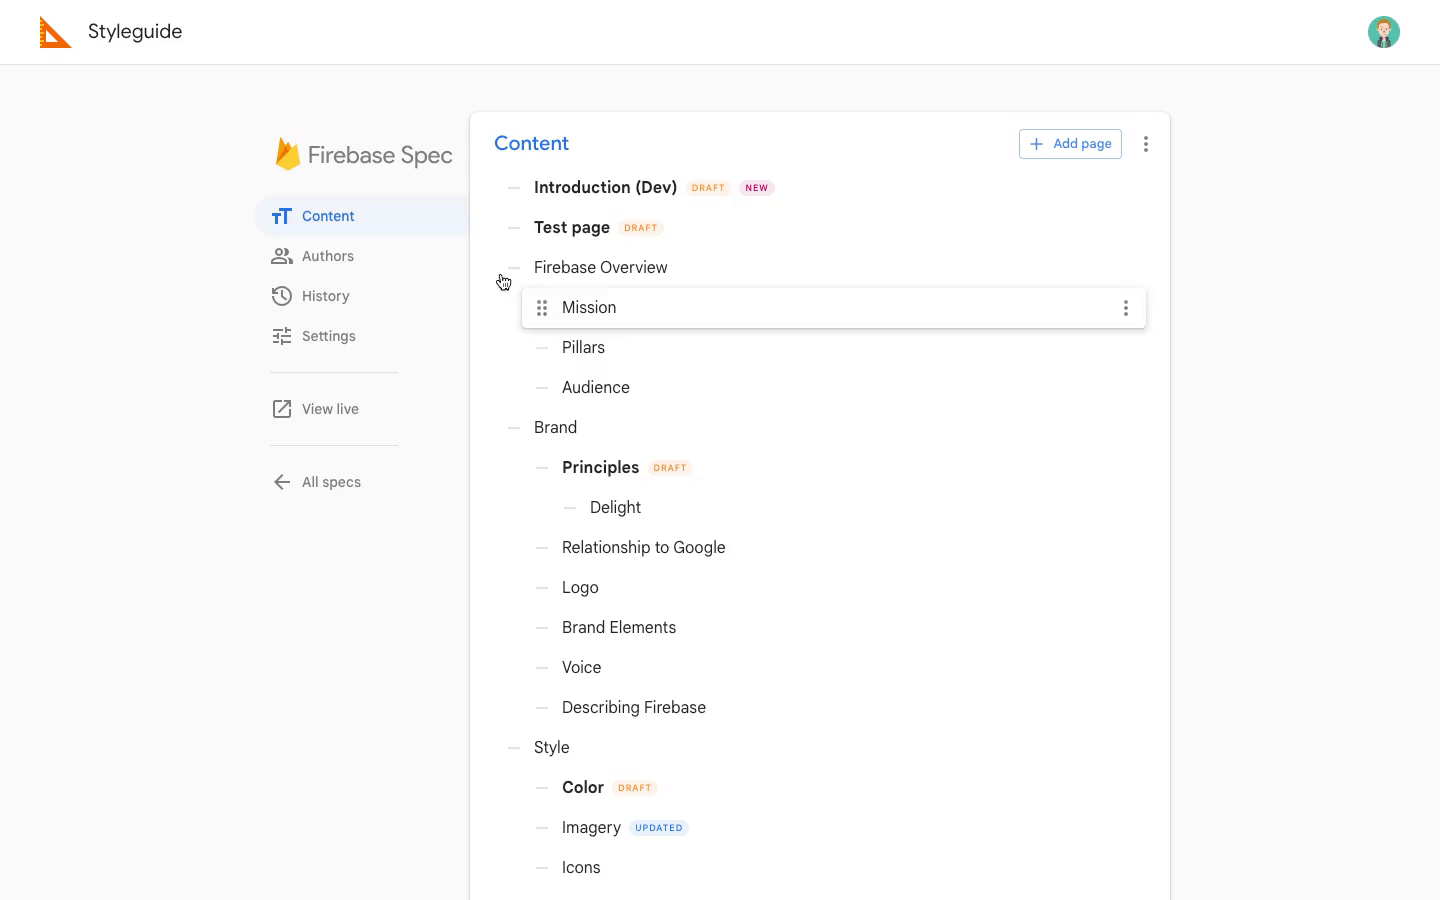 Styleguide
Firebase Spec
Content
Authors
History
Settings
View live
All specs
Content
Add page
Introduction (Dev) DRAFT NEW
Test page DRAFT
Firebase Overview
Mission
Pillars
Audience
Brand
Principles DRAFT
Delight
Relationship to Google
Logo
Brand Elements
Voice
Describing Firebase
Style
Color DRAFT
Imagery UPDATED
Icons